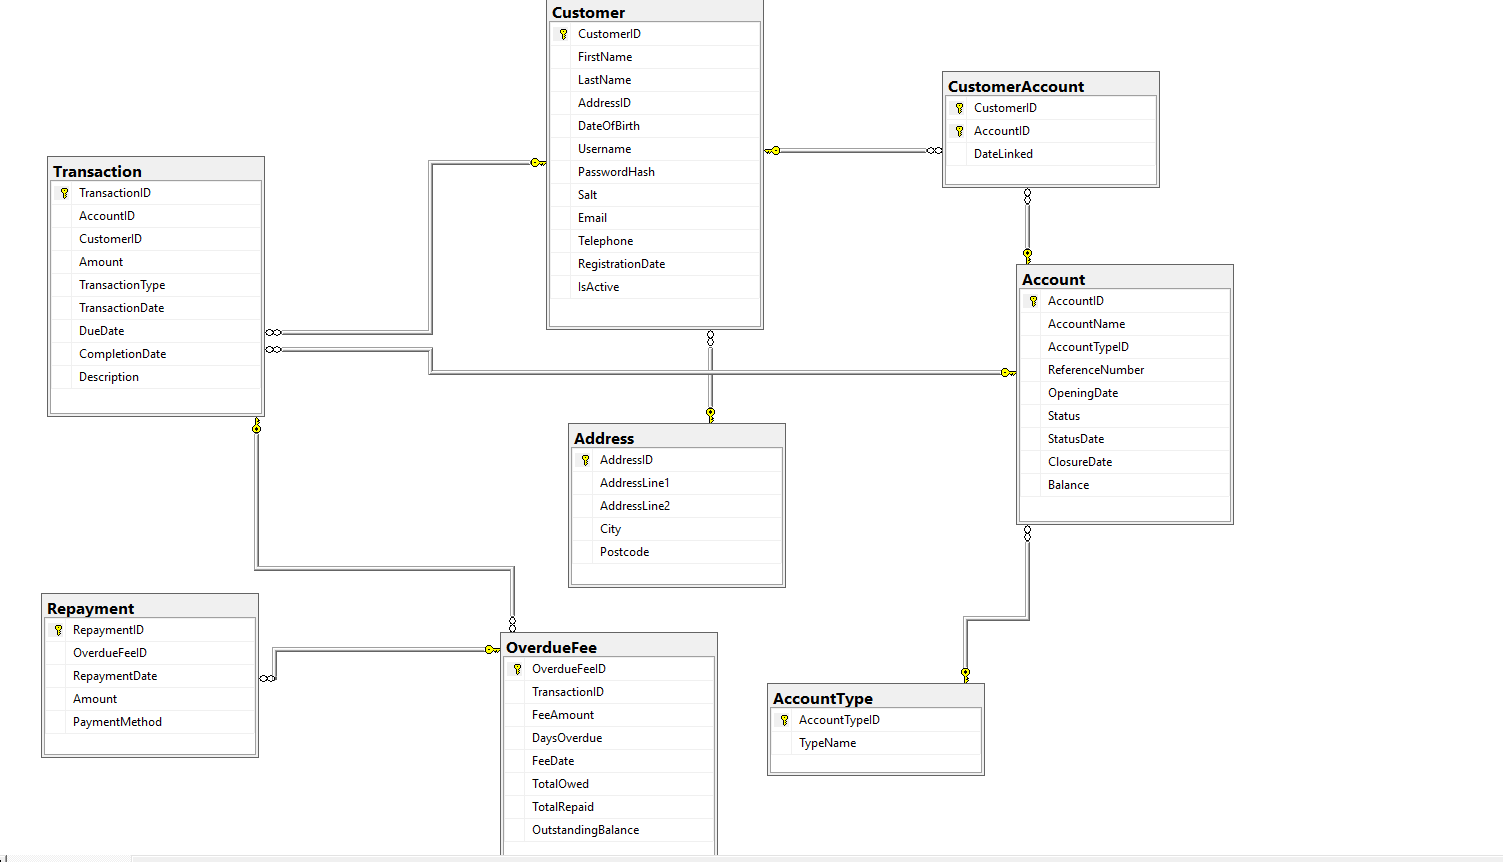 Customer
CustomerID
FirstName
LastName
AddressID
DateOfBirth
Username
PasswordHash
Salt
Email
Telephone
RegistrationDate
IsActive
CustomerAccount
CustomerID
AccountID
DateLinked
Transaction
TransactionID
AccountID
CustomerID
Amount
TransactionType
TransactionDate
DueDate
CompletionDate
Description
Account
AccountID
AccountName
AccountTypeID
ReferenceNumber
OpeningDate
Status
StatusDate
ClosureDate
Balance
Address
AddressID
AddressLine1
AddressLine2
City
Postcode
Repayment
RepaymentID
OverdueFeeID
RepaymentDate
Amount
PaymentMethod
OverdueFee
OverdueFeeID
TransactionID
FeeAmount
DaysOverdue
FeeDate
TotalOwed
TotalRepaid
OutstandingBalance
AccountType
AccountTypeID
TypeName